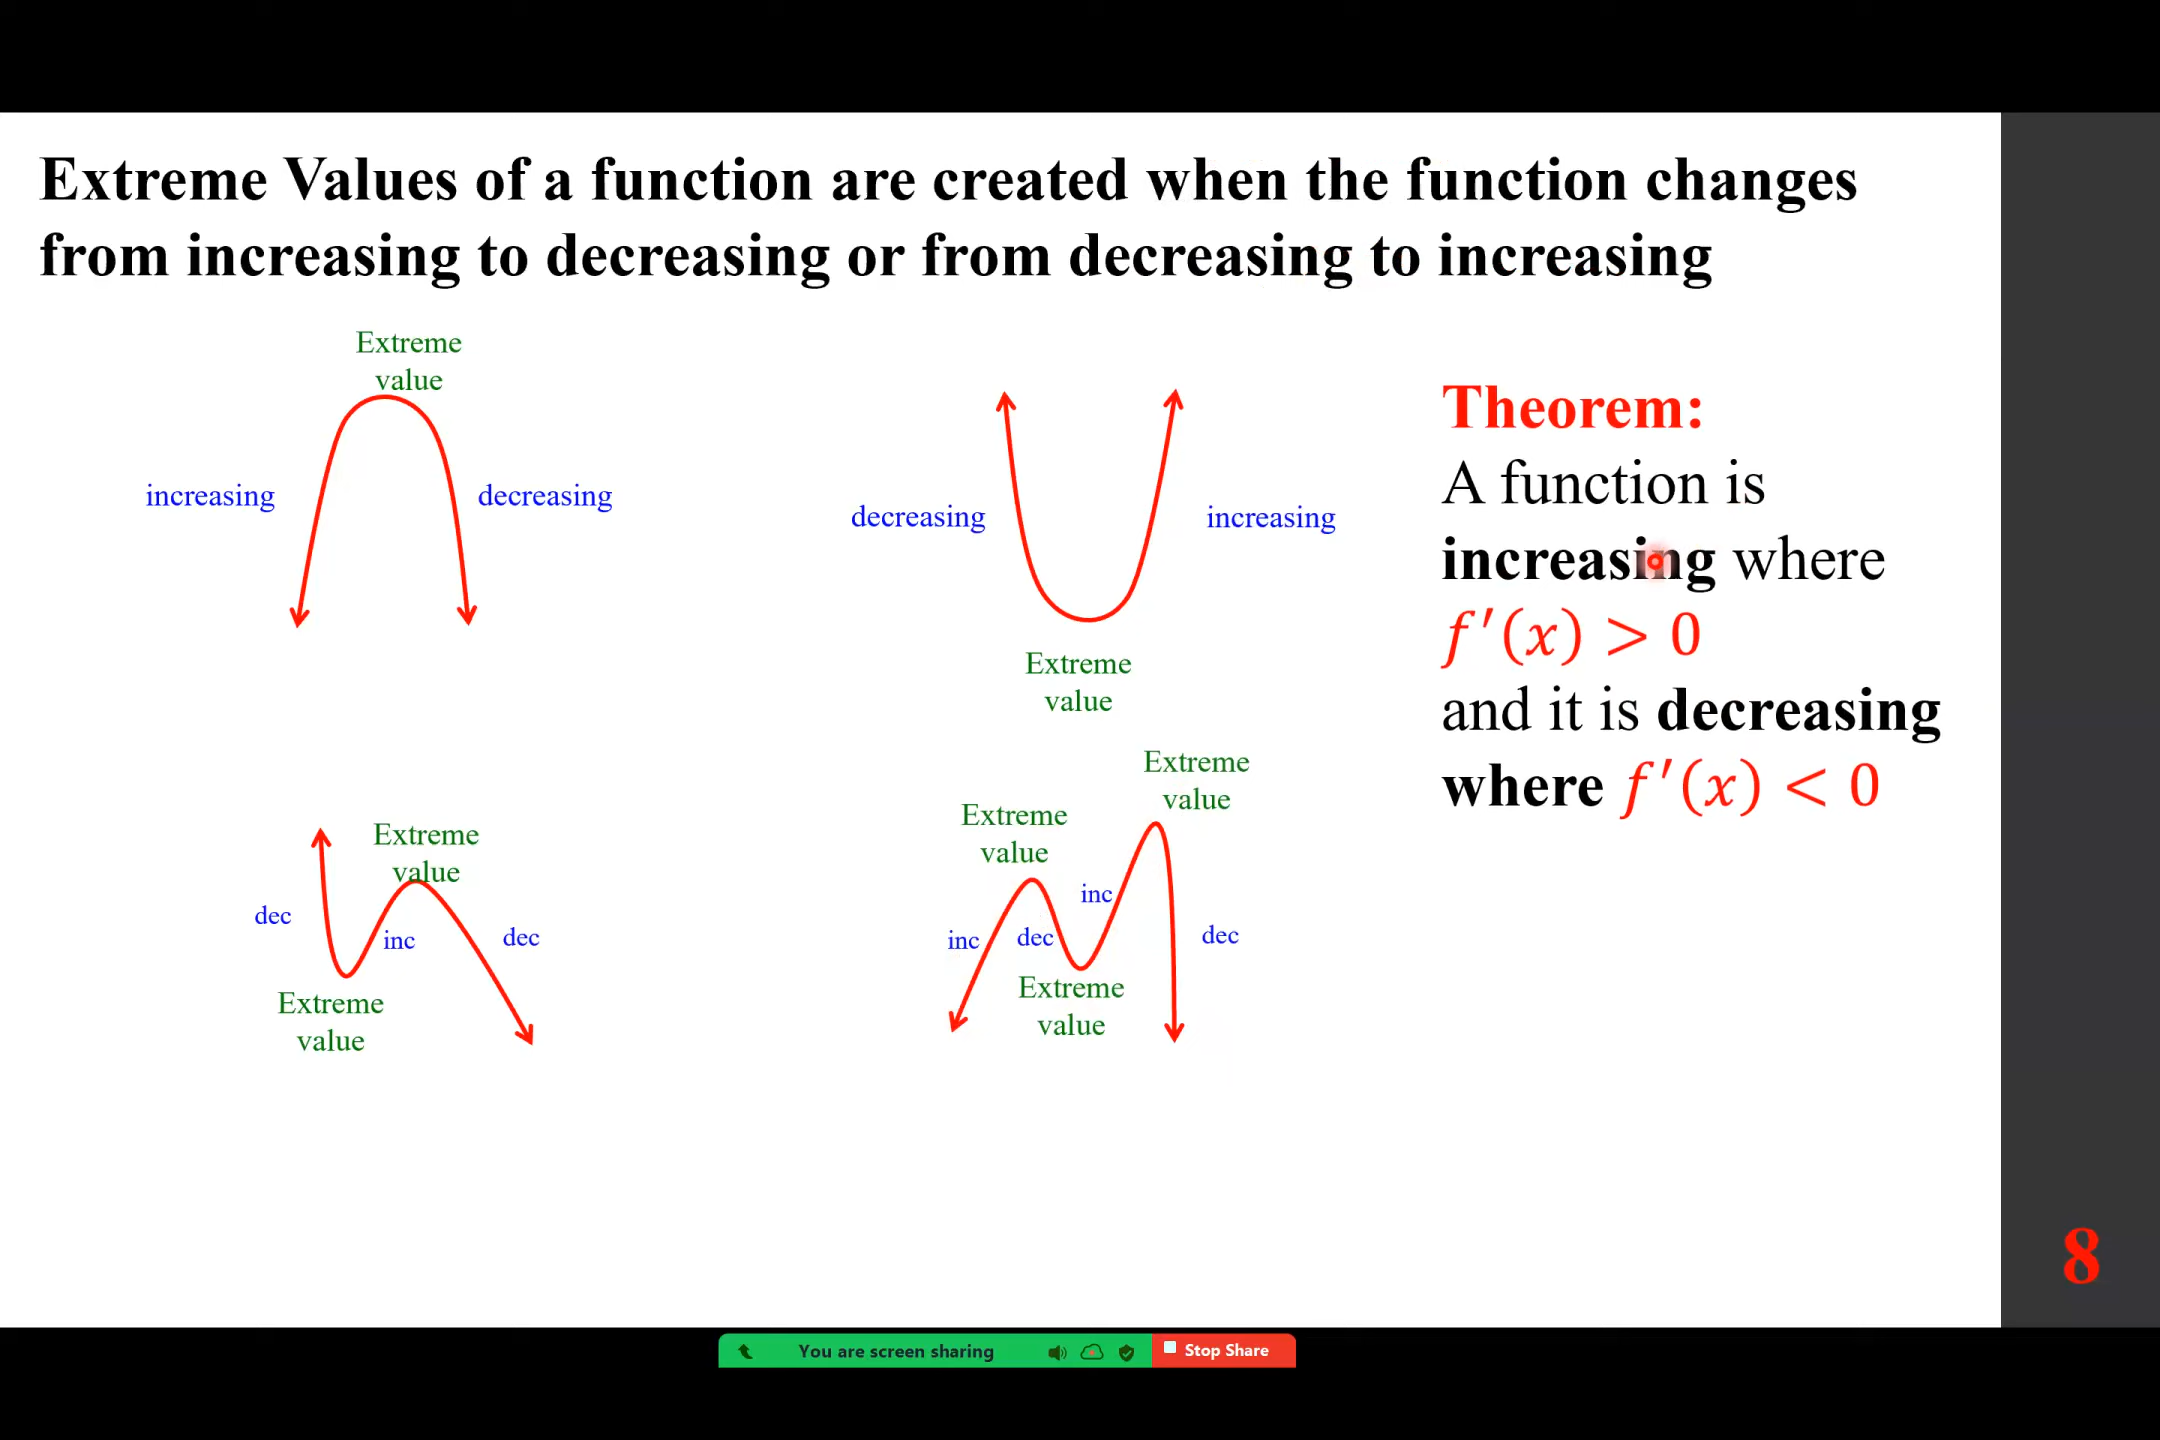 Extreme Values of a function are created when the function changes
from increasing to decreasing or from decreasing to increasing
Extreme
value
increasing
decreasing
decreasing
increasing
Extreme
value
Theorem:
A function is
increasing where
f′(x) > 0
and it is decreasing
where f′(x) < 0
Extreme
value
dec
inc
dec
Extreme
value
Extreme
value
Extreme
value
inc
inc
dec
dec
Extreme
value
8
You are screen sharing
Stop Share